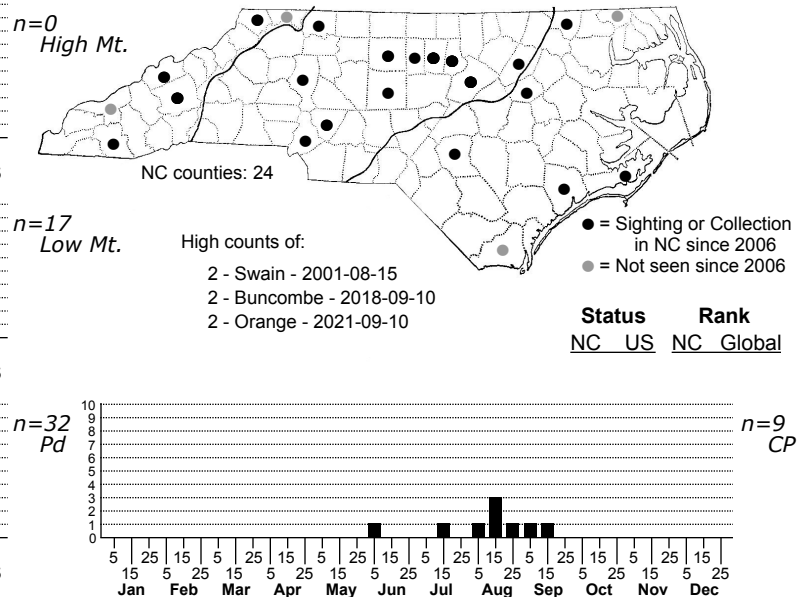 n=0
High Mt.
NC counties: 24
n=17
Low Mt.
High counts of:
2 - Swain - 2001-08-15
2 - Buncombe - 2018-09-10
2 - Orange - 2021-09-10
= Sighting or Collection
in NC since 2006
= Not seen since 2006
Status Rank
NC US NC Global
n=32
Pd
10
9
8
7
6
5
4
3
2
1
0
n=9
CP
5 25 15 5 25 15 5 25 15 5 25 15 5 25 15 5 25 15
15 5 25 15 5 25 15 5 25 15 5 25 15 5 25 15 5 25
Jan Feb Mar Apr May Jun Jul Aug Sep Oct Nov Dec